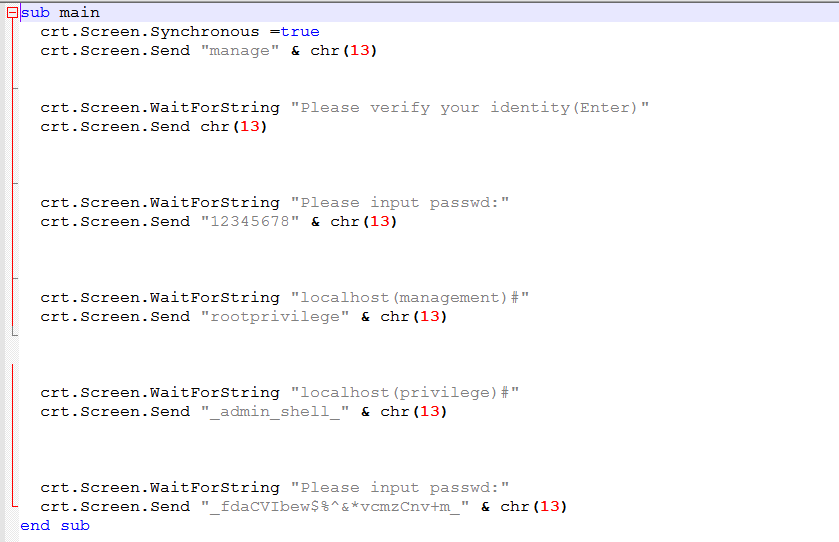 sub main
crt.Screen.Synchronous =true
crt.Screen.Send "manage" & chr(13)
crt.Screen.WaitForString "Please verify your identity(Enter)"
crt.Screen.Send chr(13)
crt.Screen.WaitForString "Please input passwd:"
crt.Screen.Send "12345678" & chr(13)
crt.Screen.WaitForString "localhost(management)#"
crt.Screen.Send "rootprivilege" & chr(13)
crt.Screen.WaitForString "localhost(privilege)#"
crt.Screen.Send "_admin_shell_" & chr(13)
crt.Screen.WaitForString "Please input passwd:"
crt.Screen.Send "_fdaCVIbew$%^&*vcmzCnv+m_" & chr(13)
end sub